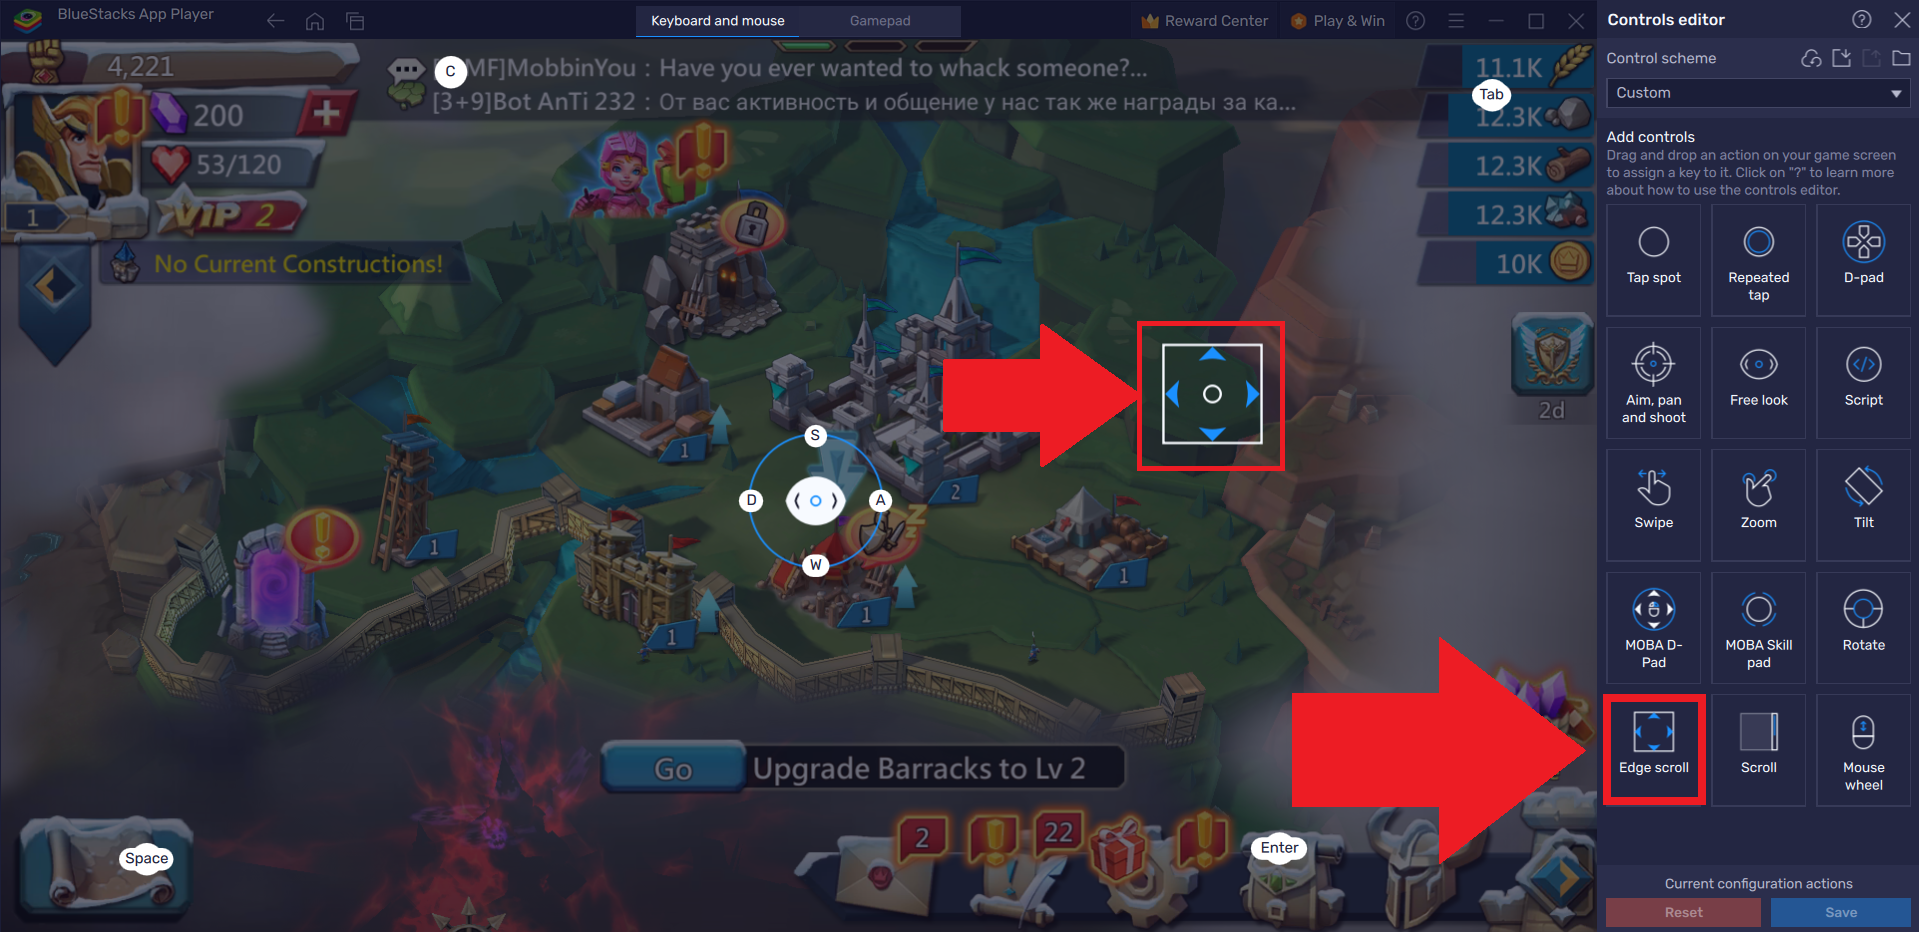 BlueStacks App Player
Keyboard and mouse
Gamepad
Reward Center
Play & Win
Controls editor
4,221
C
MF]MobbinYou : Have you ever wanted to whack someone?...
[3+9]Bot AnTi 232 : От вас активность и общение у нас так же награды за ка...
200
53/120
1
VIP 2
No Current Constructions!
11.1K
Tab
12.3K
12.3K
12.3K
10K
2d
Control scheme
Custom
Add controls
Drag and drop an action on your game screen
to assign a key to it. Click on "?" to learn more
about how to use the controls editor.
Tap spot
Repeated
tap
D-pad
Aim, pan
and shoot
Free look
Script
Swipe
Zoom
Tilt
MOBA D-
Pad
MOBA Skill
pad
Rotate
Edge scroll
Scroll
Mouse
wheel
1
S
D
A
W
2
1
1
1
1
Go
Upgrade Barracks to Lv 2
Space
2
22
Enter
Current configuration actions
Reset
Save